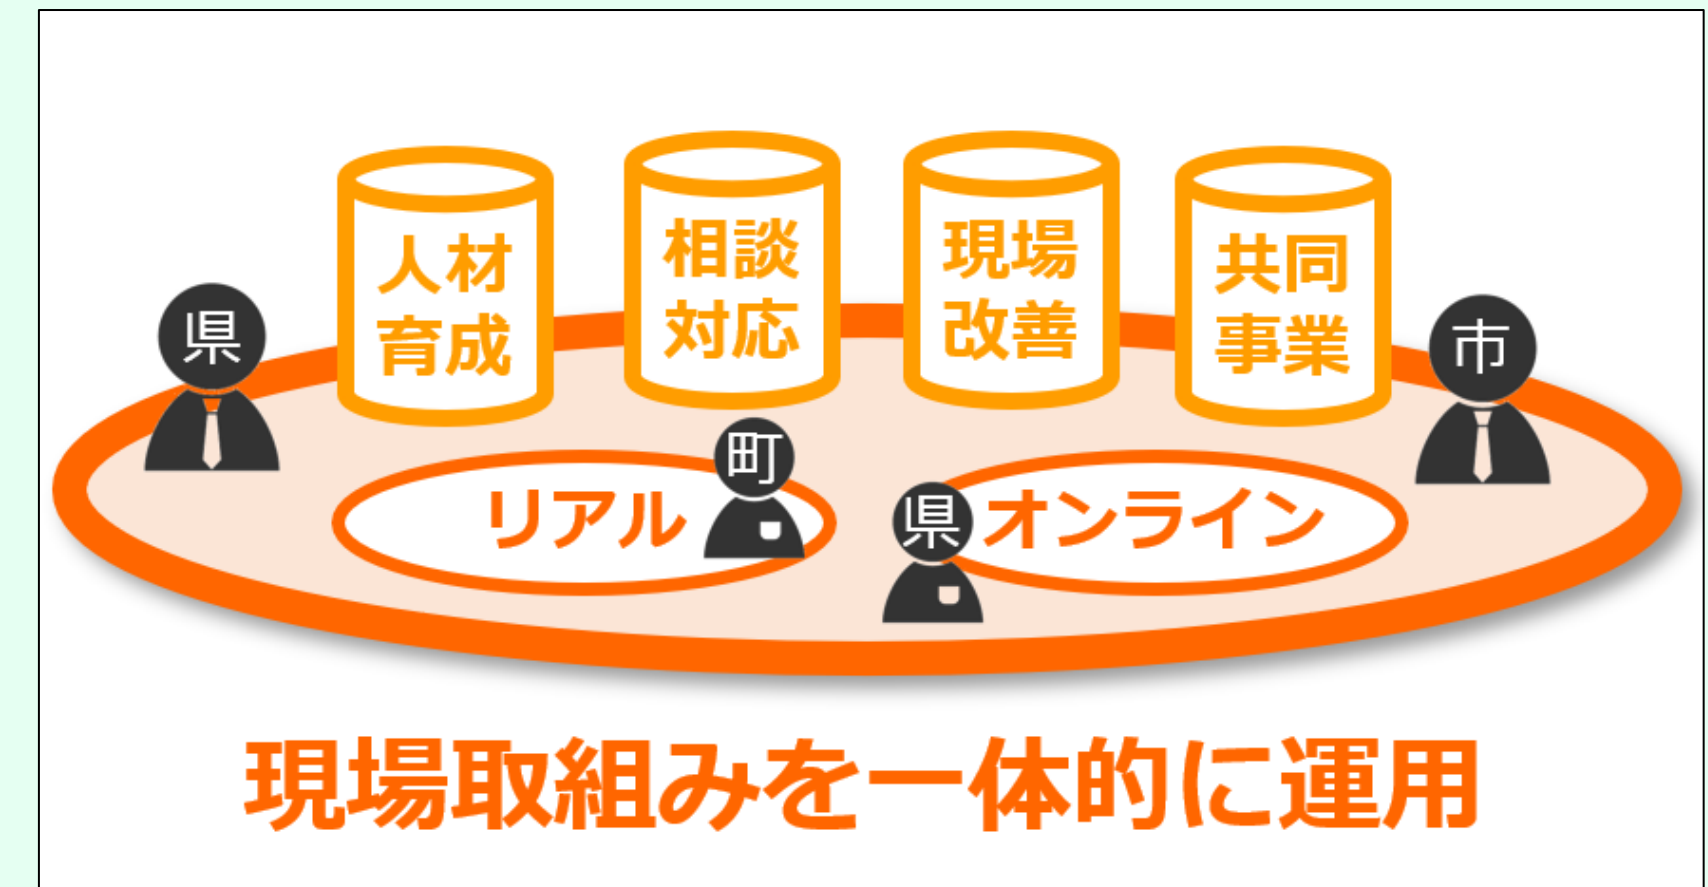 人材
育成
相談
対応
現場
改善
共同
事業
県
市
町
リアル
県
オンライン
現場取組みを一体的に運用